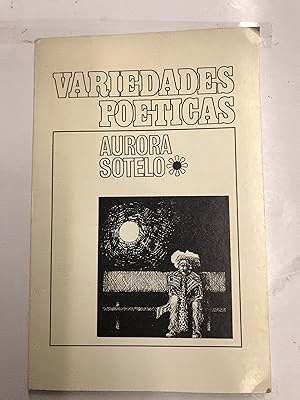 VARIEDADES
POETICAS
AURORA
SOTELO